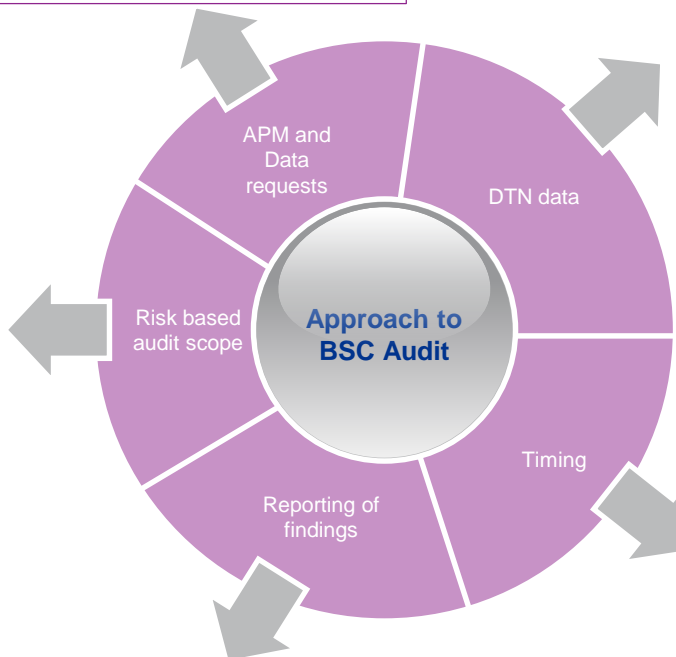 APM and
Data
requests
DTN data
Risk based
audit scope
Approach to
BSC Audit
Timing
Reporting of
findings